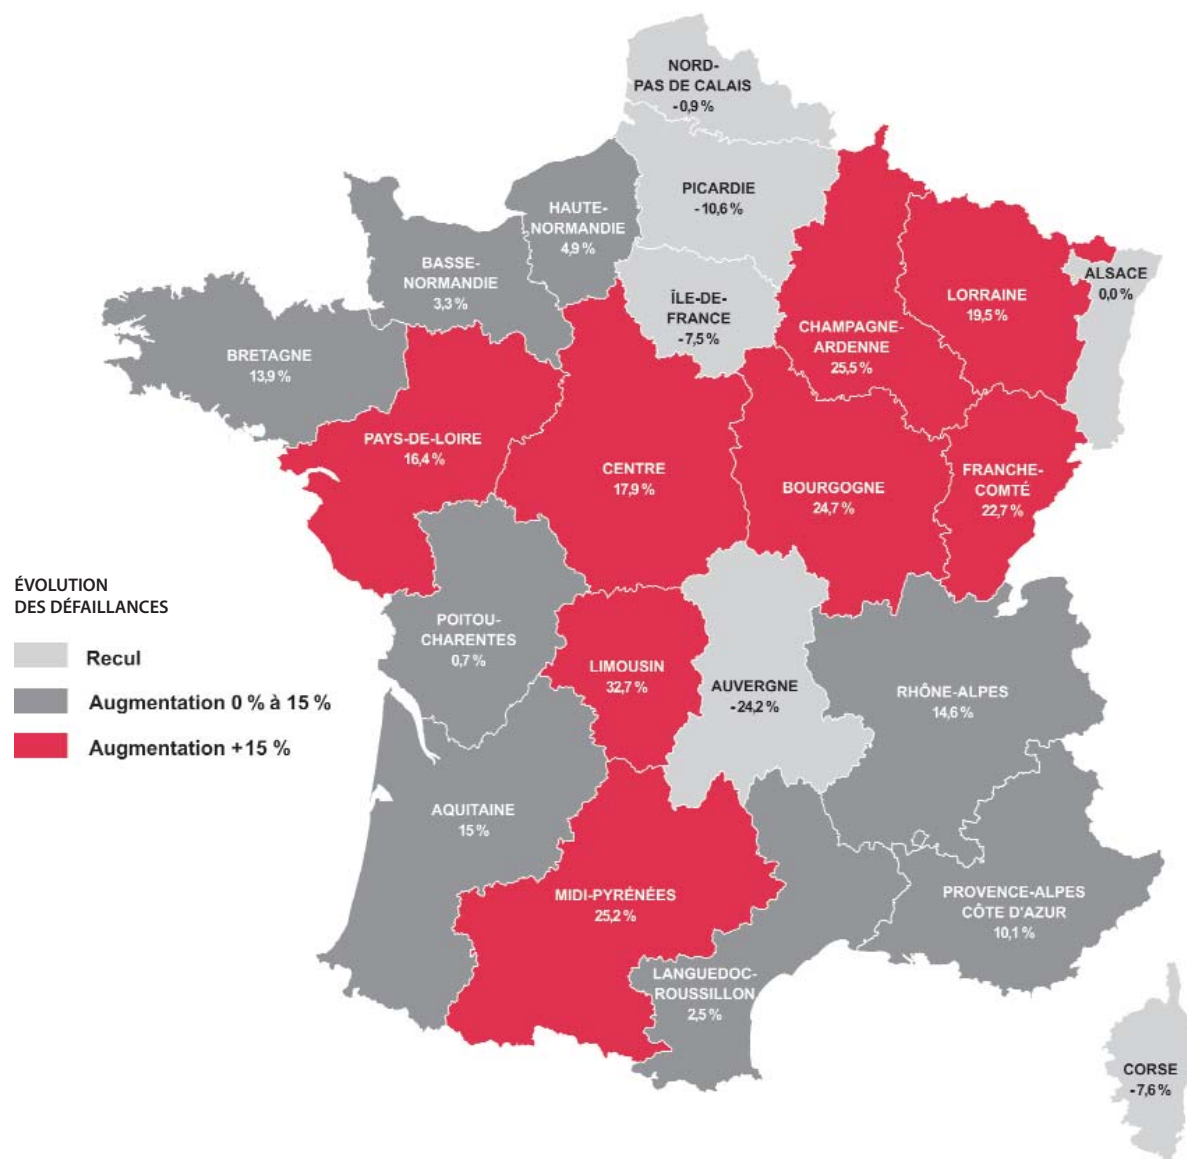 NORD-
PAS DE CALAIS
- 0,9 %
PICARDIE
- 10,6 %
HAUTE-
NORMANDIE
4,9 %
BASSE-
NORMANDIE
3,3 %
ÎLE-DE-
FRANCE
- 7,5 %
CHAMPAGNE-
ARDENNE
25,5 %
LORRAINE
19,5 %
ALSACE
0,0 %
BRETAGNE
13,9 %
PAYS-DE-LOIRE
16,4 %
CENTRE
17,9 %
BOURGOGNE
24,7 %
FRANCHE-
COMTÉ
22,7 %
POITOU-
CHARENTES
0,7 %
LIMOUSIN
32,7 %
AUVERGNE
- 24,2 %
RHÔNE-ALPES
14,6 %
AQUITAINE
15 %
MIDI-PYRÉNÉES
25,2 %
LANGUEDOC-
ROUSSILLON
2,5 %
PROVENCE-ALPES
CÔTE D'AZUR
10,1 %
CORSE
- 7,6 %
ÉVOLUTION
DES DÉFAILLANCES
Recul
Augmentation 0 % à 15 %
Augmentation +15 %